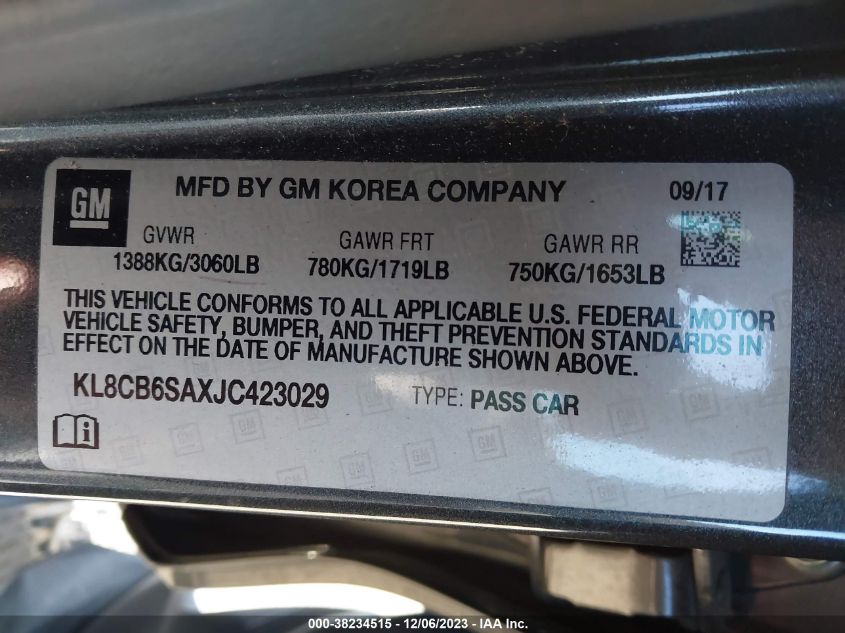 GM
MFD BY GM KOREA COMPANY 09/17
GVWR GAWR FRT GAWR RR
1388KG/3060LB 780KG/1719LB 750KG/1653LB
THIS VEHICLE CONFORMS TO ALL APPLICABLE U.S. FEDERAL MOTOR
VEHICLE SAFETY, BUMPER, AND THEFT PREVENTION STANDARDS IN
EFFECT ON THE DATE OF MANUFACTURE SHOWN ABOVE.
KL8CB6SAXJC423029 TYPE: PASS CAR
000-38234515 - 12/06/2023 - IAA Inc.